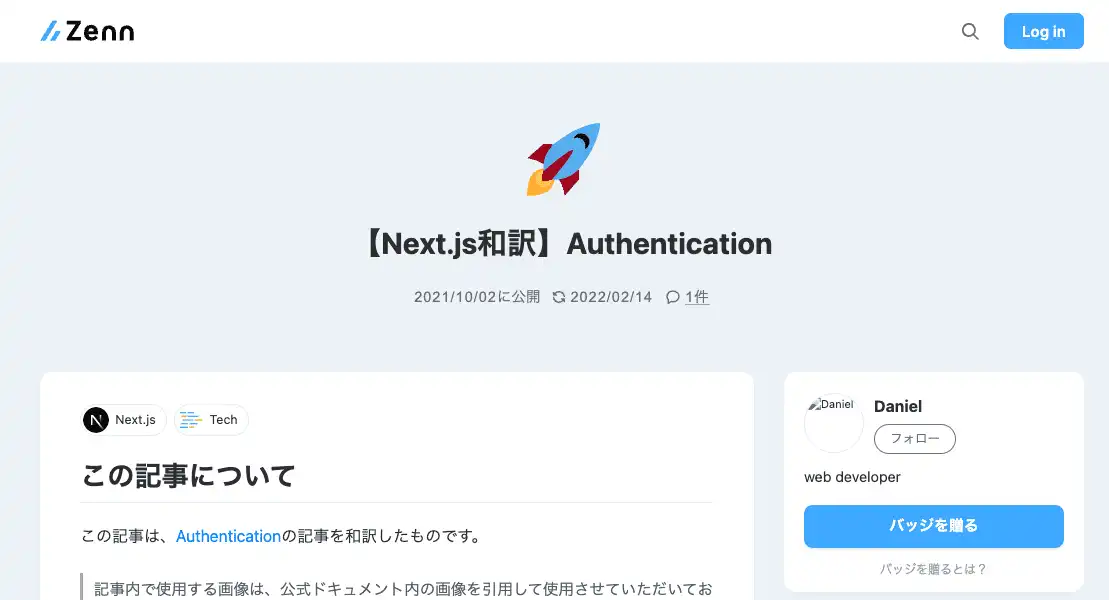 Zenn
Log in
【Next.js和訳】Authentication
2021/10/02に公開 2022/02/14 1件
Next.js Tech
この記事について
この記事は、Authenticationの記事を和訳したものです。
記事内で使用する画像は、公式ドキュメント内の画像を引用して使用させていただいてお
Daniel
Daniel
フォロー
web developer
バッジを贈る
バッジを贈るとは？